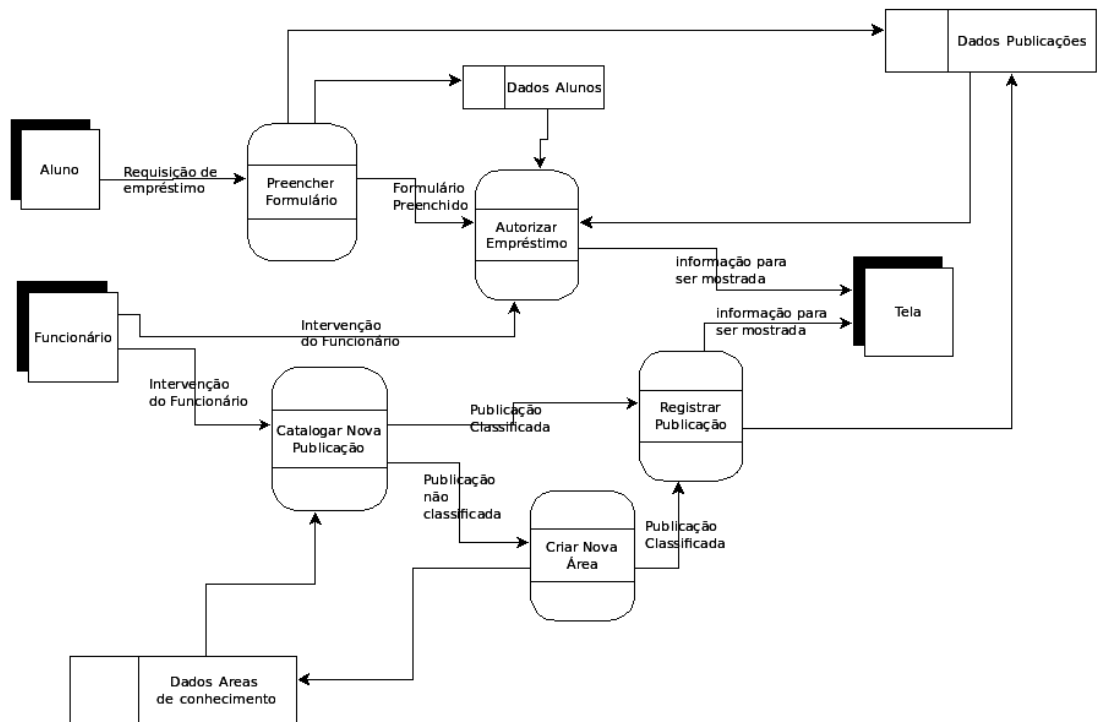 Dados Publicações
Dados Alunos
Aluno
Requisição de
empréstimo
Preencher
Formulário
Formulário
Preenchido
Autorizar
Empréstimo
informação para
ser mostrada
Tela
informação para
ser mostrada
Funcionário
Intervenção
do Funcionário
Intervenção
do Funcionário
Catalogar Nova
Publicação
Publicação
Classificada
Registrar
Publicação
Publicação
não
classificada
Criar Nova
Área
Publicação
Classificada
Dados Areas
de conhecimento